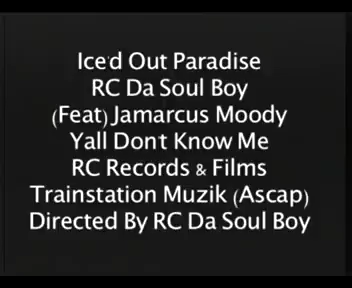 Ice'd Out Paradise
RC Da Soul Boy
(Feat) Jamarcus Moody
Yall Don't Know Me
RC Records & Films
Trainstation Muzik (Ascap)
Directed By RC Da Soul Boy